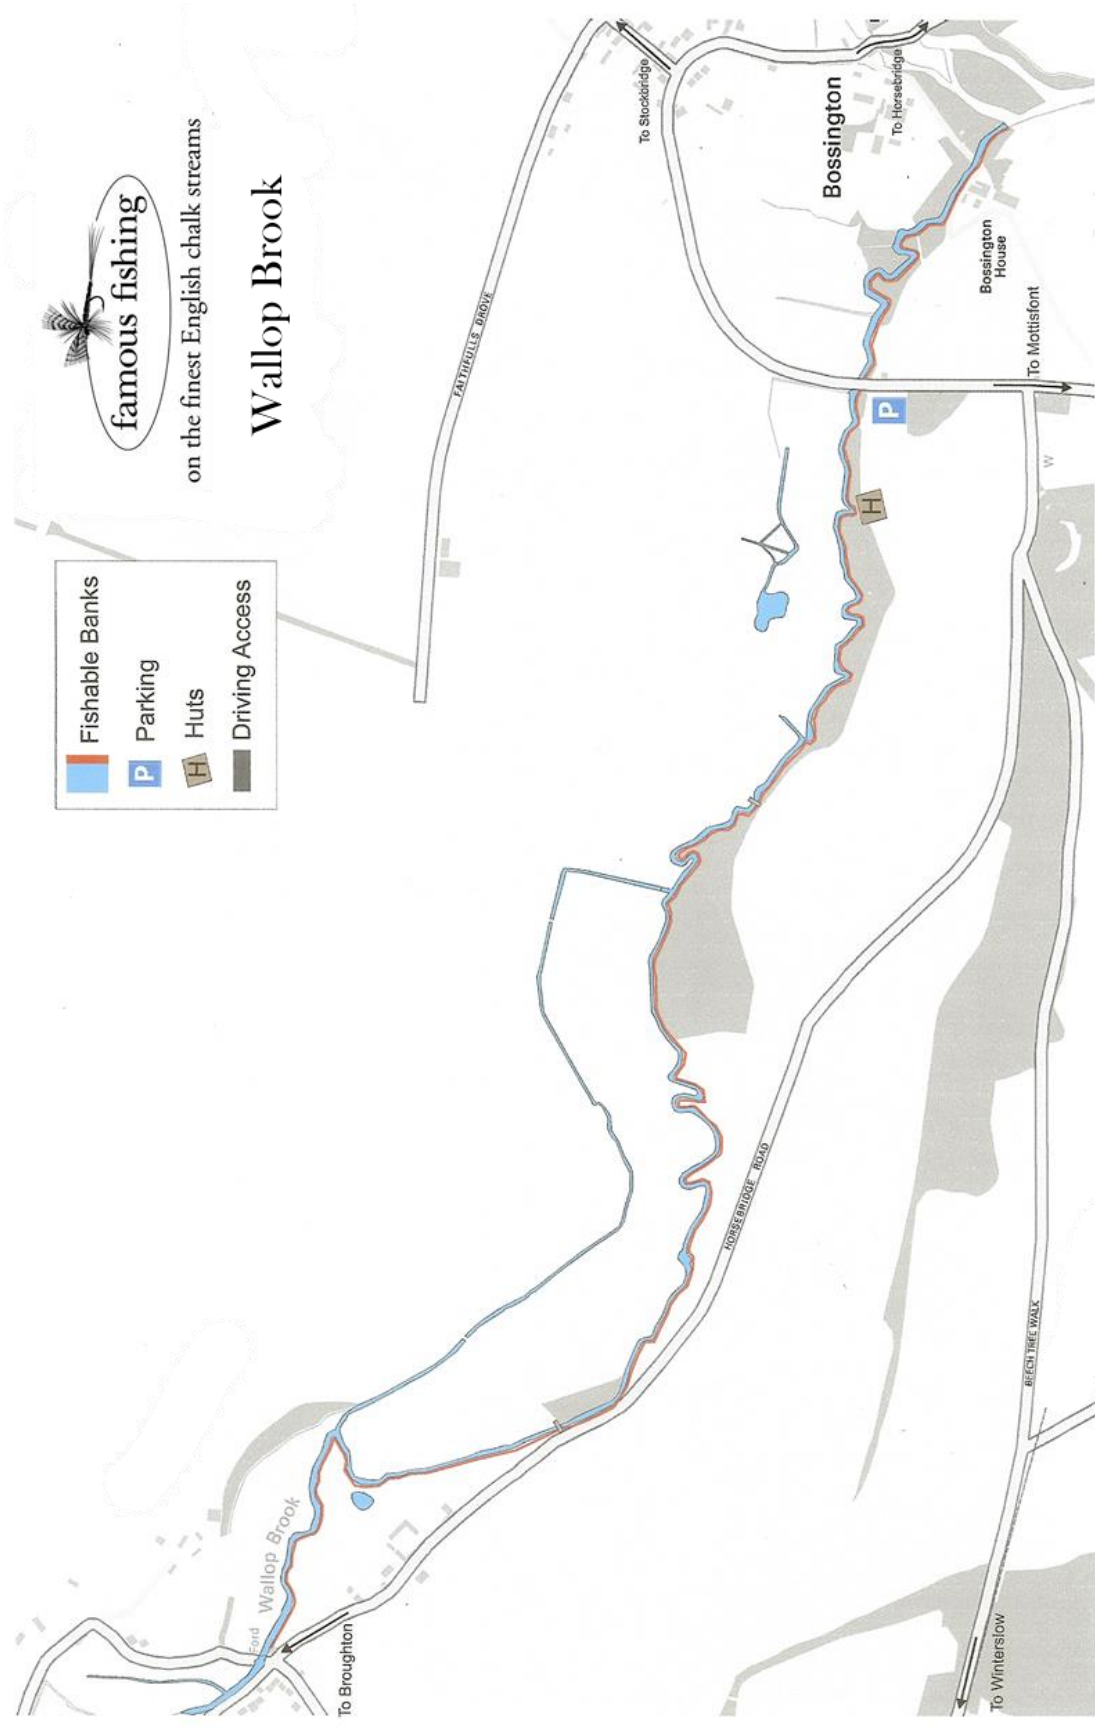 famous fishing
on the finest English chalk streams
Wallop Brook
Fishable Banks
P
Parking
H
Huts
Driving Access
FAITHFULLS DROVE
To Stockbridge
Bossington
To Horsebridge
Bossington
House
To Mottisfont
P
H
W
HORSEBRIDGE ROAD
BEECH TREE WALK
Wallop Brook
Ford
To Broughton
To Winterslow